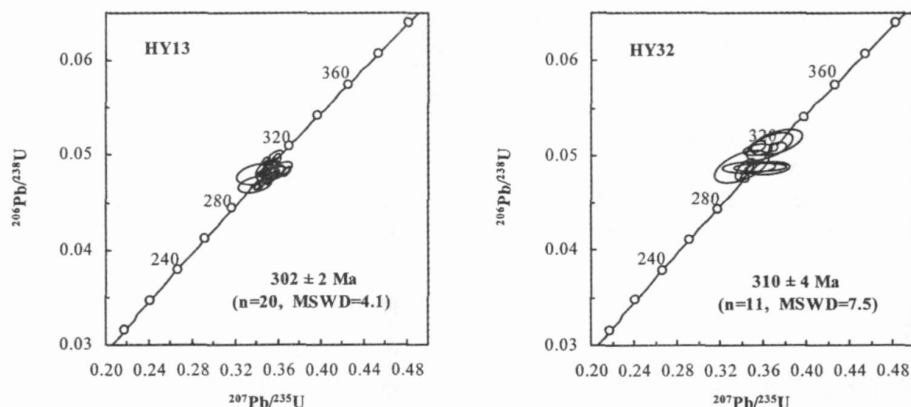 HY13
0.06
0.05
0.04
0.03
360
320
280
240
302 ± 2 Ma
(n=20, MSWD=4.1)
0.20 0.24 0.28 0.32 0.36 0.40 0.44 0.48
²⁰⁷Pb/²³⁵U
²⁰⁶Pb/²³⁸U
HY32
0.06
0.05
0.04
0.03
360
320
280
240
310 ± 4 Ma
(n=11, MSWD=7.5)
0.20 0.24 0.28 0.32 0.36 0.40 0.44 0.48
²⁰⁷Pb/²³⁵U
²⁰⁶Pb/²³⁸U